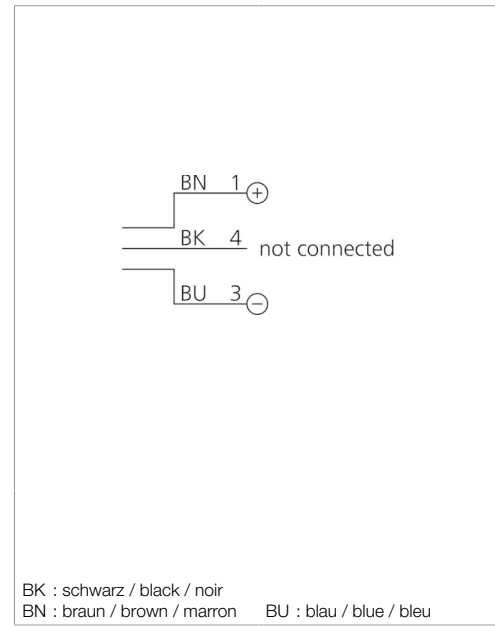 BN 1 +
BK 4 not connected
BU 3 −
BK : schwarz / black / noir
BN : braun / brown / marron BU : blau / blue / bleu